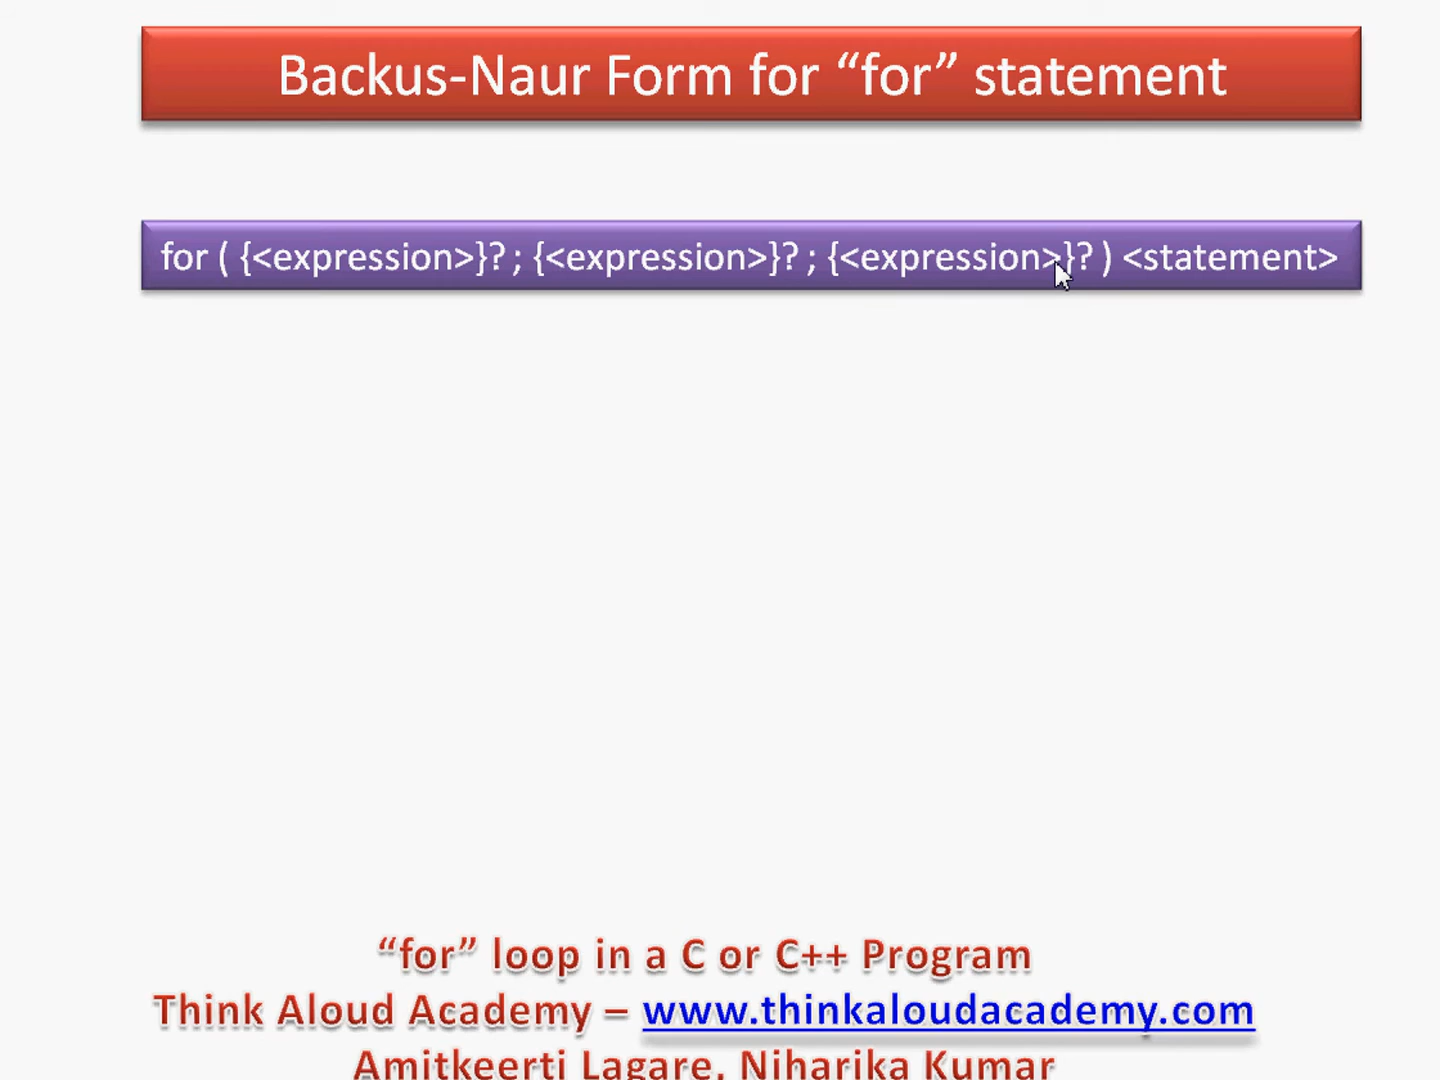 Backus-Naur Form for “for” statement
for ( {<expression>}? ; {<expression>}? ; {<expression>}? ) <statement>
“for” loop in a C or C++ Program
Think Aloud Academy – www.thinkaloudacademy.com
Amitkeerti Lagare, Niharika Kumar